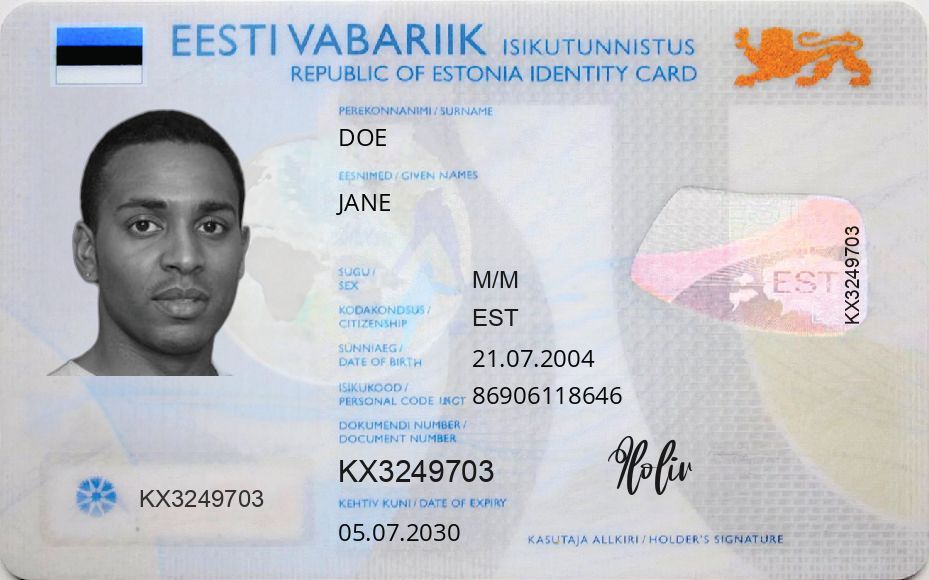 EESTI VABARIIK ISIKUTUNNISTUS
REPUBLIC OF ESTONIA IDENTITY CARD
PEREKONNANIMI / SURNAME
DOE
EESNIMED / GIVEN NAMES
JANE
SUGU /
SEX
M/M
KODAKONDSUS /
CITIZENSHIP
EST
SÜNNIAEG /
DATE OF BIRTH
21.07.2004
ISIKUKOOD /
PERSONAL CODE
86906118646
DOKUMENDI NUMBER /
DOCUMENT NUMBER
KX3249703
KEHTIV KUNI / DATE OF EXPIRY
05.07.2030
KX3249703
EST
KX3249703
KASUTAJA ALLKIRI / HOLDER'S SIGNATURE